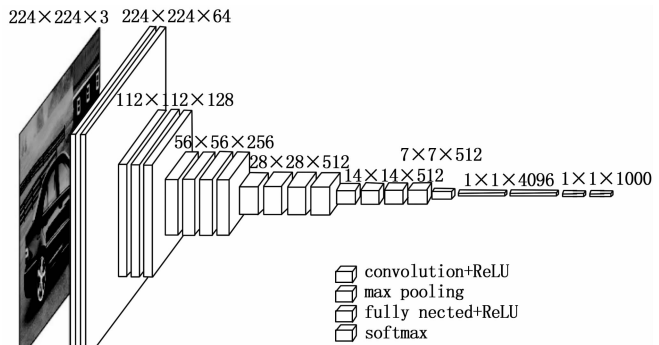 224×224×3
224×224×64
112×112×128
56×56×256
28×28×512
14×14×512
7×7×512
1×1×4096
1×1×1000
convolution+ReLU
max pooling
fully nected+ReLU
softmax